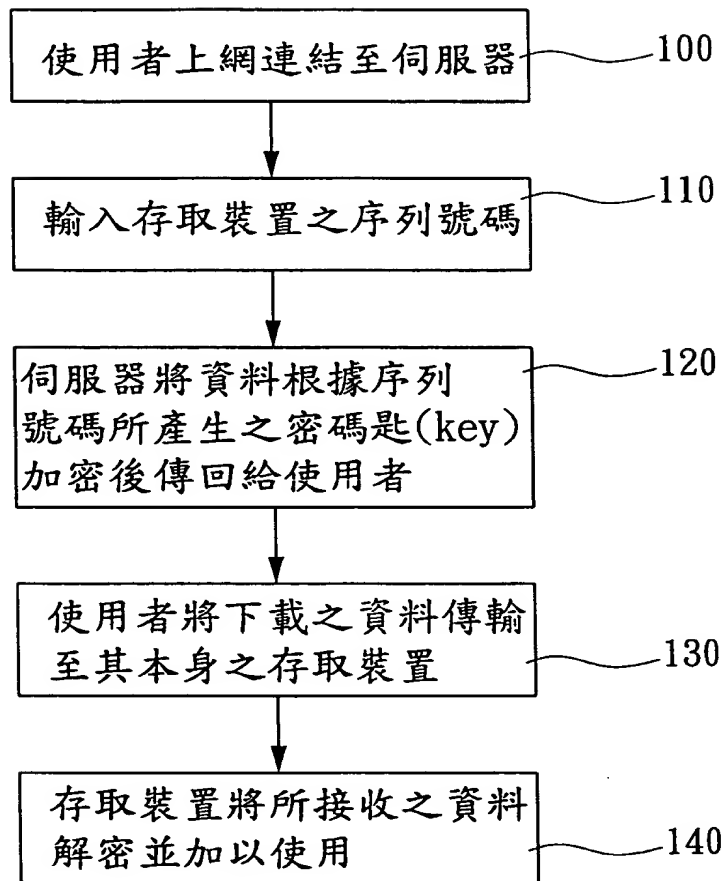 使用者上網連結至伺服器
100
輸入存取裝置之序列號碼
110
伺服器將資料根據序列
號碼所產生之密碼匙(key)
加密後傳回給使用者
120
使用者將下載之資料傳輸
至其本身之存取裝置
130
存取裝置將所接收之資料
解密並加以使用
140